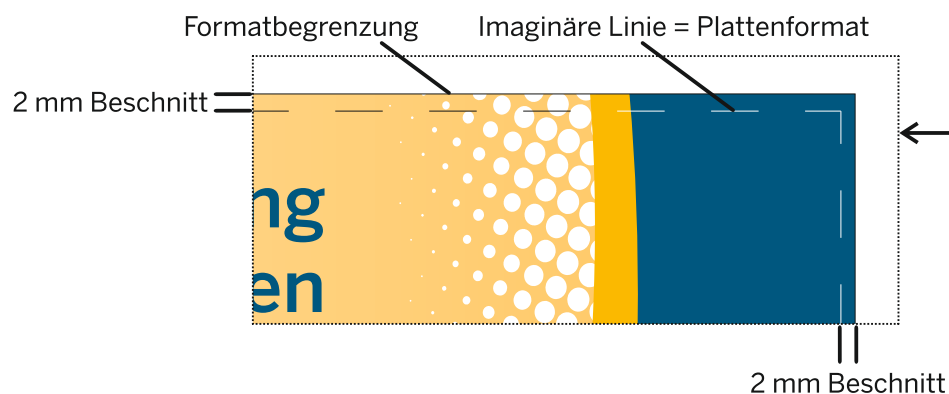 Formatbegrenzung
Imaginäre Linie = Plattenformat
2 mm Beschnitt
ng
en
2 mm Beschnitt